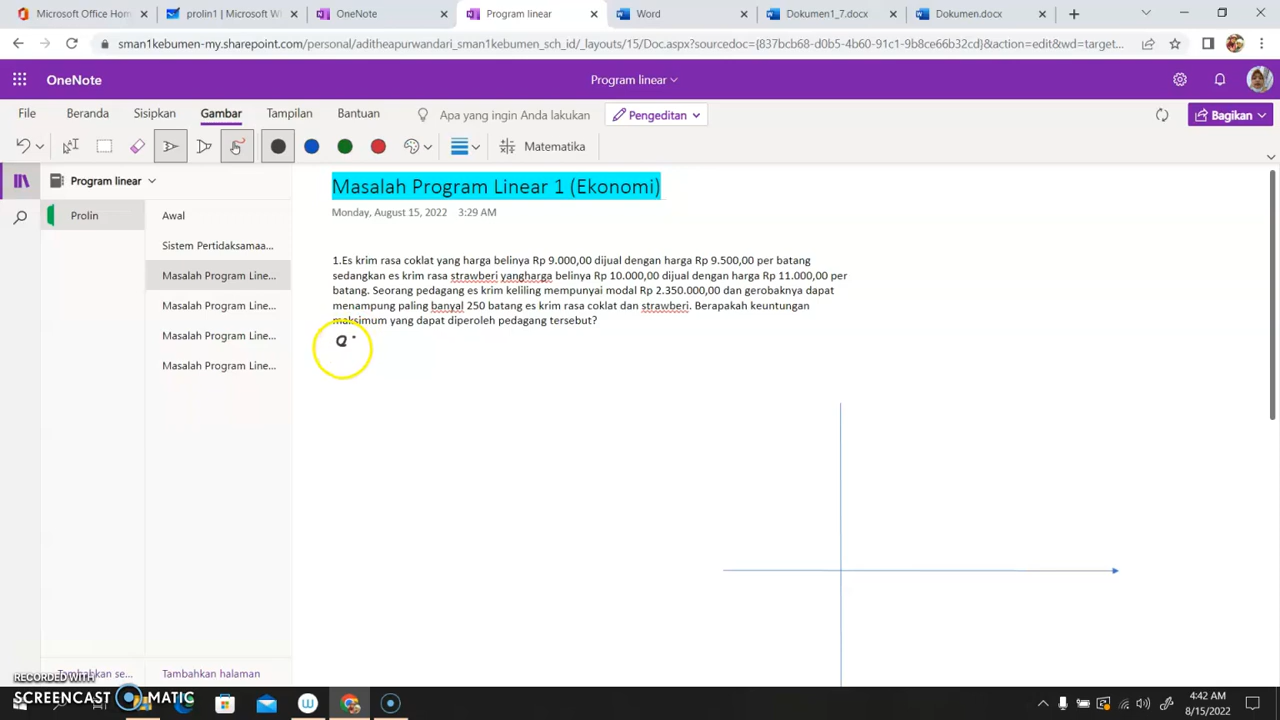 Microsoft Office Home
prolin1 | Microsoft W
OneNote
Program linear
Word
Dokumen1_7.docx
Dokumen.docx
sman1kebumen-my.sharepoint.com/personal/aditheapurwandari_sman1kebumen_sch_id/_layouts/15/Doc.aspx?sourcedoc={837bcb68-d0b5-4b60-91c1-9b8ce66b32cd}&action=edit&wd=target...
OneNote
Program linear
File
Beranda
Sisipkan
Gambar
Tampilan
Bantuan
Apa yang ingin Anda lakukan
Pengeditan
Bagikan
Matematika
Program linear
Prolin
Awal
Sistem Pertidaksamaa...
Masalah Program Line...
Masalah Program Line...
Masalah Program Line...
Masalah Program Line...
Masalah Program Linear 1 (Ekonomi)
Monday, August 15, 2022 3:29 AM
1.Es krim rasa coklat yang harga belinya Rp 9.000,00 dijual dengan harga Rp 9.500,00 per batang
sedangkan es krim rasa strawberi yangharga belinya Rp 10.000,00 dijual dengan harga Rp 11.000,00 per
batang. Seorang pedagang es krim keliling mempunyai modal Rp 2.350.000,00 dan gerobaknya dapat
menampung paling banyal 250 batang es krim rasa coklat dan strawberi. Berapakah keuntungan
maksimum yang dapat diperoleh pedagang tersebut?
Tambahkan se...
Tambahkan halaman
RECORDED WITH
SCREENCAST MATIC
4:42 AM
8/15/2022